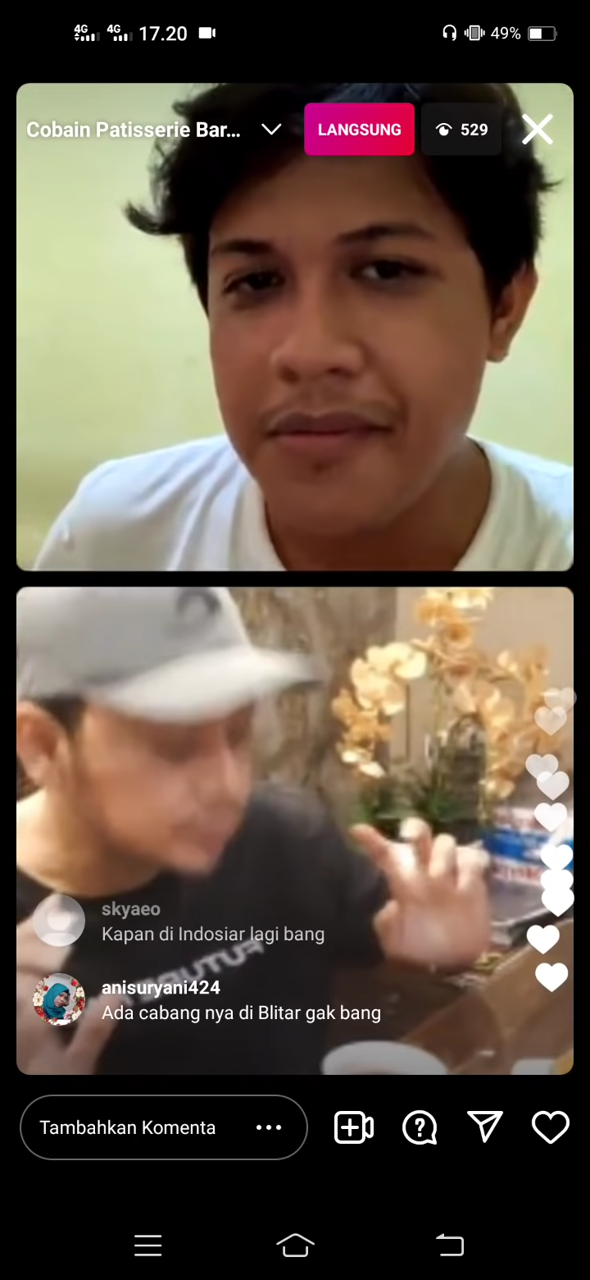 4G 4G 17.20 49%
Cobain Patisserie Bar... LANGSUNG 529
skyaeo
Kapan di Indosiar lagi bang
anisuryani424
Ada cabang nya di Blitar gak bang
Tambahkan Komenta